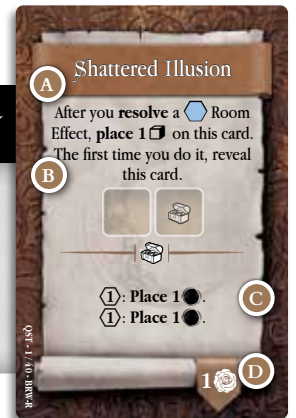 Shattered Illusion
A
After you resolve a Room
Effect, place 1 on this card.
The first time you do it, reveal
this card.
B
1: Place 1.
1: Place 1.
C
1
D
QST - 1/40 - BRW-R